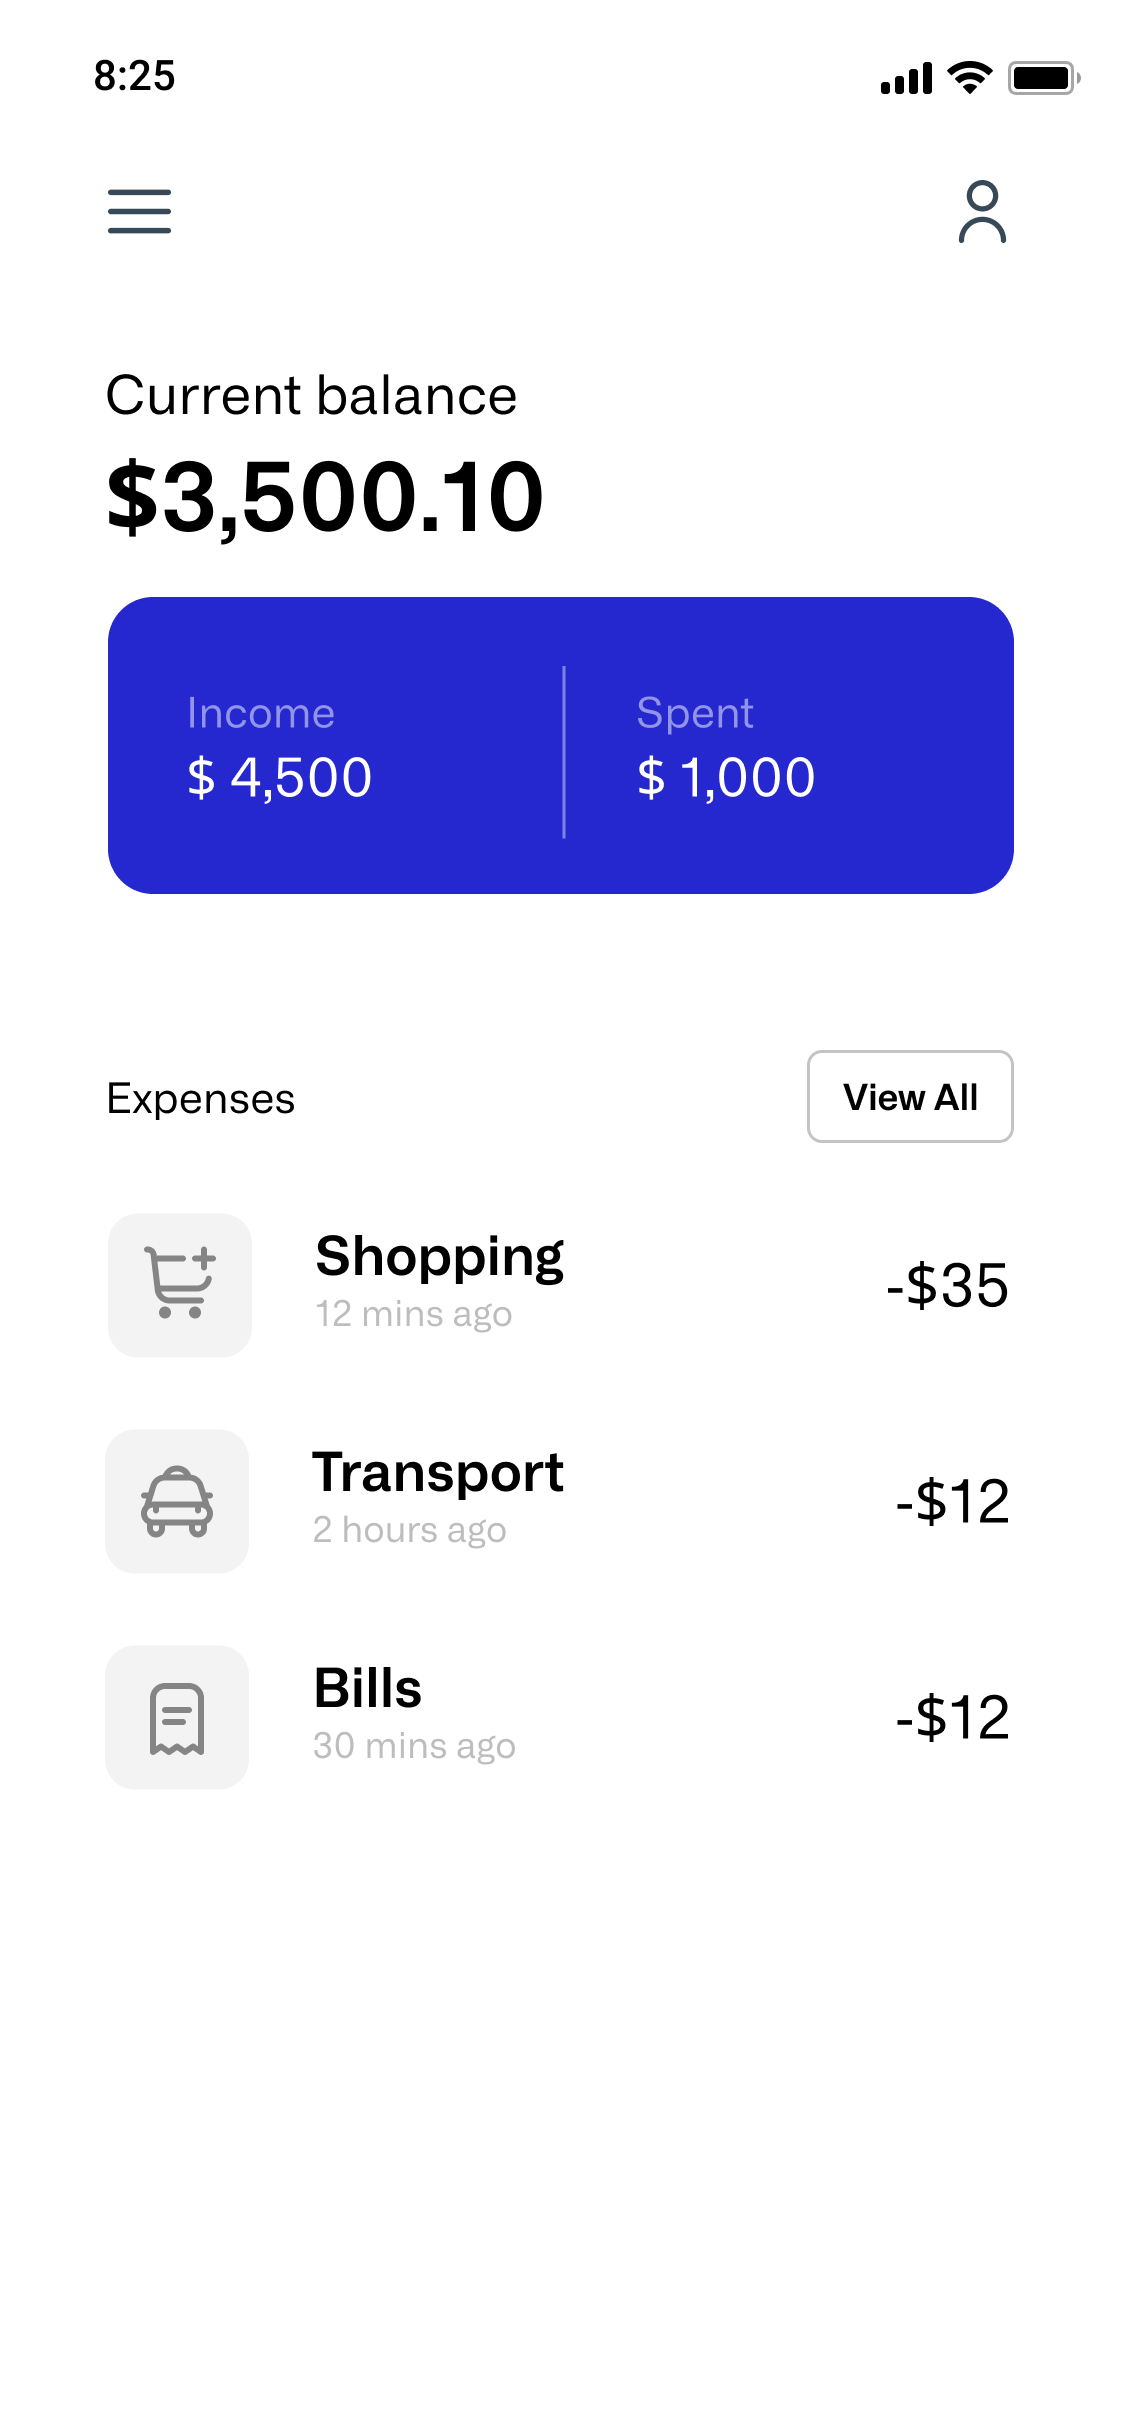 8:25
Current balance
$3,500.10
Income
$ 4,500
Spent
$ 1,000
Expenses
View All
Shopping
12 mins ago
-$35
Transport
2 hours ago
-$12
Bills
30 mins ago
-$12